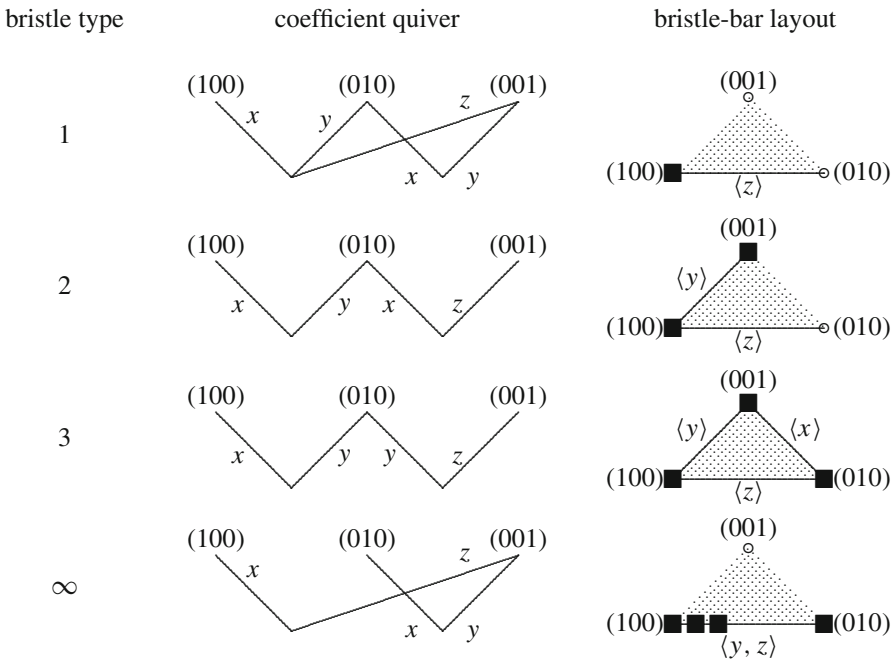 bristle type coefficient quiver bristle-bar layout
(100) (010) (001) (001)
x y z
1
x y
(100) (010)
⟨z⟩
(100) (010) (001) (001)
2
x y x z
⟨y⟩
(100) (010)
⟨z⟩
(100) (010) (001) (001)
3
x y y z
⟨y⟩ ⟨x⟩
(100) (010)
⟨z⟩
(100) (010) (001) (001)
x z
∞
x y
(100) (010)
⟨y, z⟩